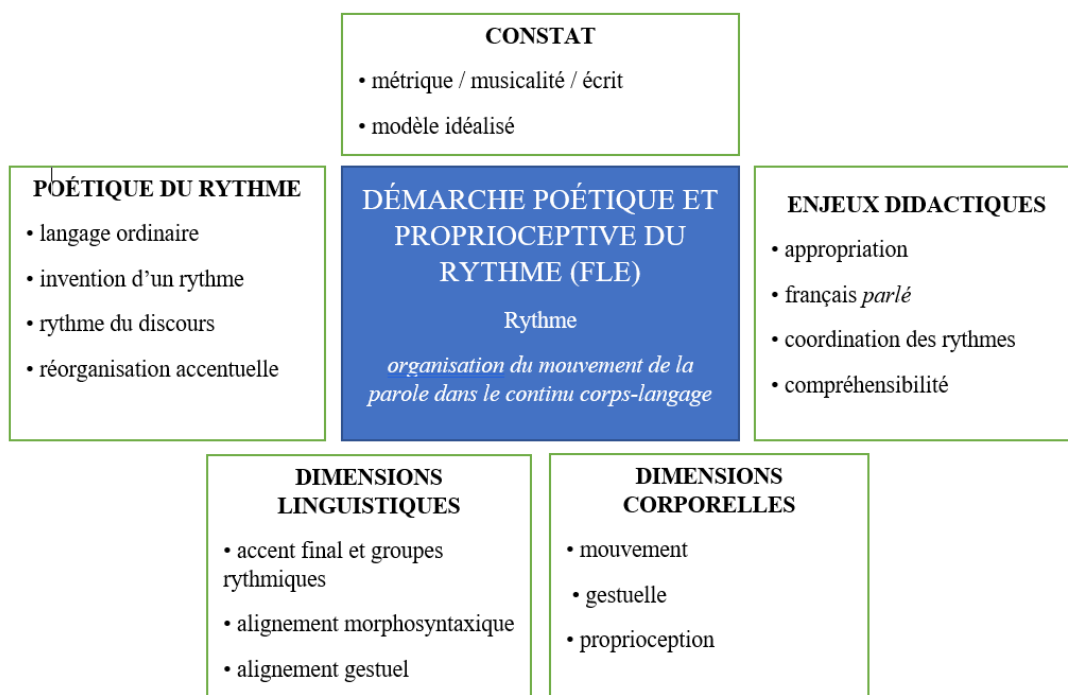 CONSTAT
• métrique / musicalité / écrit
• modèle idéalisé
POÉTIQUE DU RYTHME
• langage ordinaire
• invention d’un rythme
• rythme du discours
• réorganisation accentuelle
DÉMARCHE POÉTIQUE ET
PROPRIOCEPTIVE DU
RYTHME (FLE)
Rythme
organisation du mouvement de la
parole dans le continu corps-langage
ENJEUX DIDACTIQUES
• appropriation
• français parlé
• coordination des rythmes
• compréhensibilité
DIMENSIONS
LINGUISTIQUES
• accent final et groupes
rythmiques
• alignement morphosyntaxique
• alignement gestuel
DIMENSIONS
CORPORELLES
• mouvement
• gestuelle
• proprioception